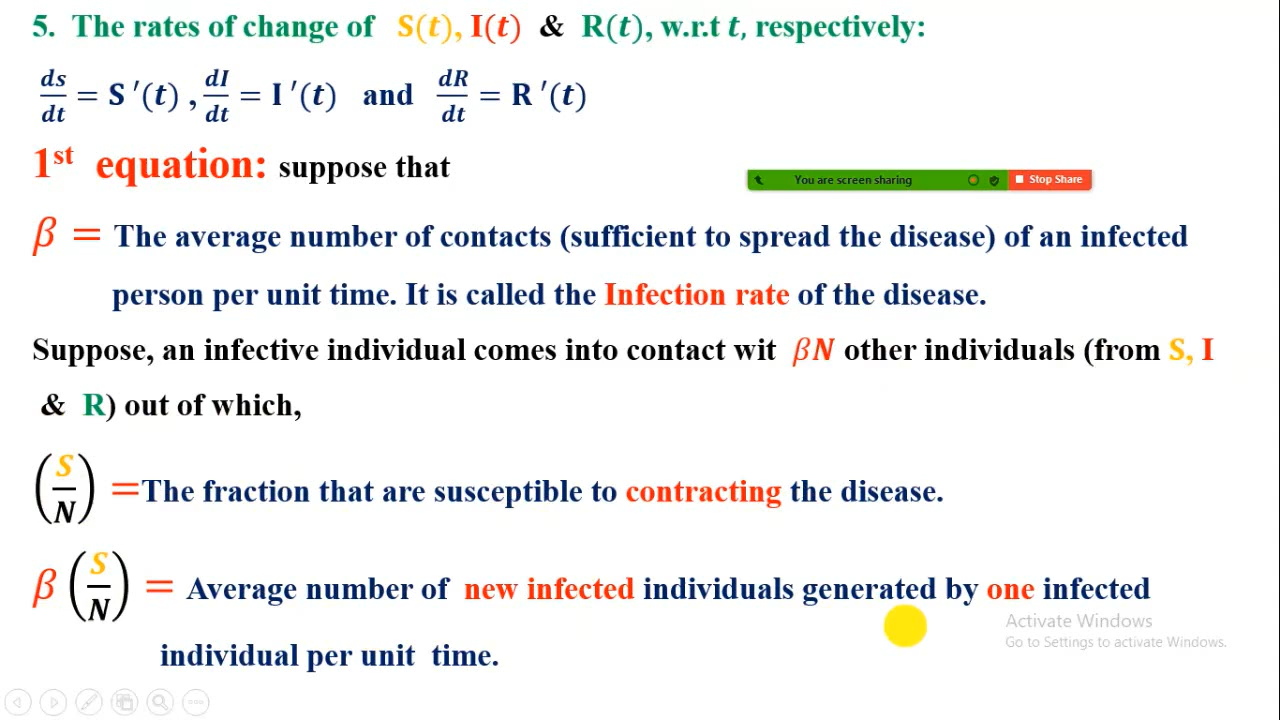 5. The rates of change of S(t), I(t) & R(t), w.r.t t, respectively:
ds/dt = S ′(t) , dI/dt = I ′(t) and dR/dt = R ′(t)
1st equation: suppose that
You are screen sharing Stop Share
β = The average number of contacts (sufficient to spread the disease) of an infected
person per unit time. It is called the Infection rate of the disease.
Suppose, an infective individual comes into contact wit βN other individuals (from S, I
& R) out of which,
(S/N) =The fraction that are susceptible to contracting the disease.
β (S/N) = Average number of new infected individuals generated by one infected
individual per unit time.
Activate Windows
Go to Settings to activate Windows.